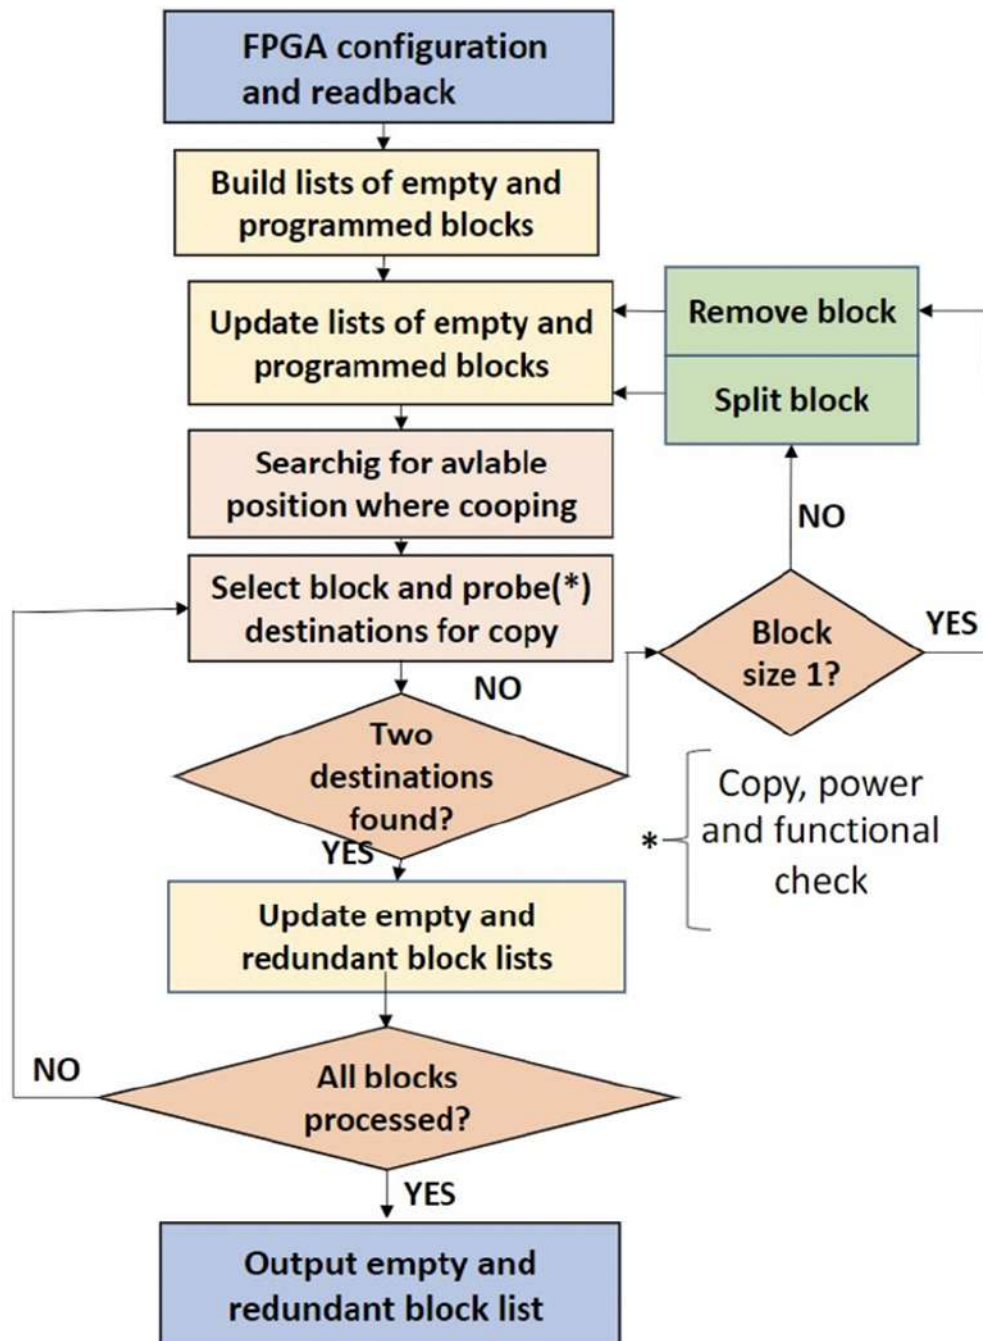 FPGA configuration
and readback
Build lists of empty and
programmed blocks
Update lists of empty and
programmed blocks
Remove block
Split block
Searchig for avlable
position where cooping
NO
Select block and probe(*)
destinations for copy
Block
size 1?
YES
NO
Two
destinations
found?
YES
*
Copy, power
and functional
check
Update empty and
redundant block lists
NO
All blocks
processed?
YES
Output empty and
redundant block list